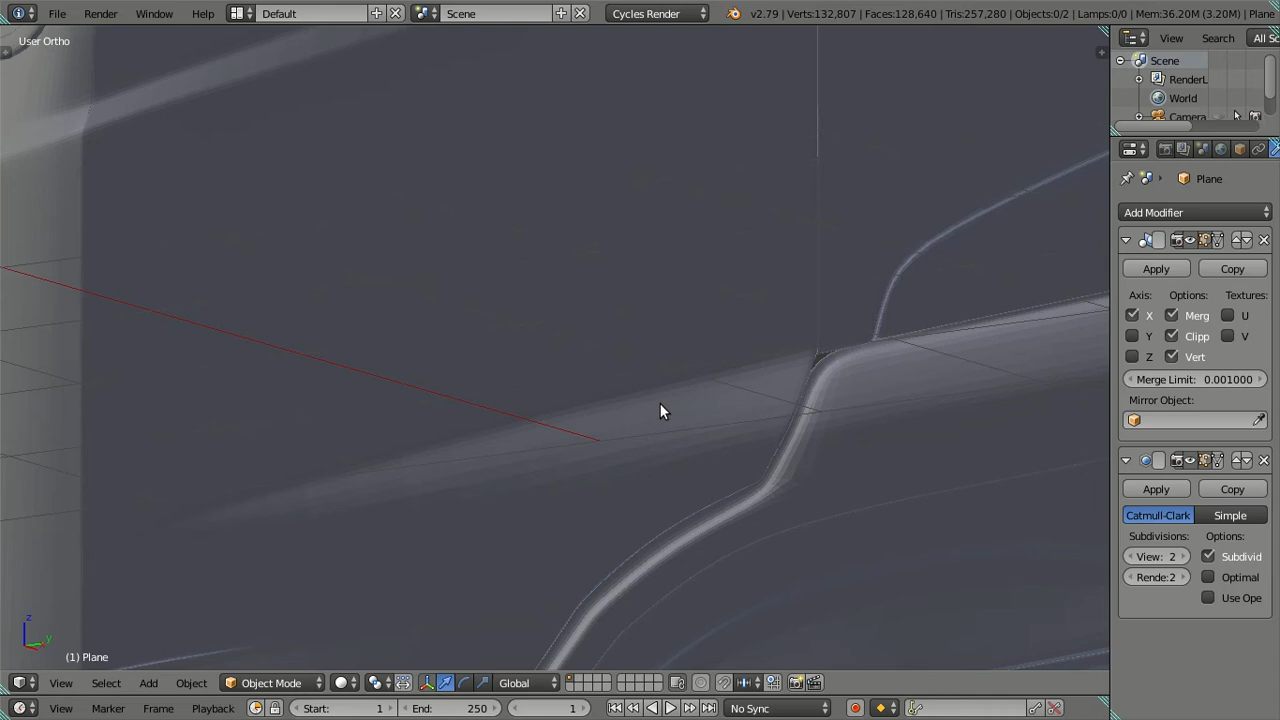 File Render Window Help Default Scene Cycles Render v2.79 | Verts:132,807 | Faces:128,640 | Tris:257,280 | Objects:0/2 | Lamps:0/0 | Mem:36.20M (3.20M) | Plane
User Ortho
View Search All Sc
Scene
RenderL
World
Camera
Plane
Add Modifier
Apply Copy
Axis: Options: Textures:
X Merg U
Y Clipp V
Z Vert
Merge Limit: 0.001000
Mirror Object:
Apply Copy
Catmull-Clark Simple
Subdivisions: Options:
View: 2 Subdivid
Rende:2 Optimal
Use Ope
z
y
(1) Plane
View Select Add Object Object Mode Global
View Marker Frame Playback Start: 1 End: 250 1 No Sync